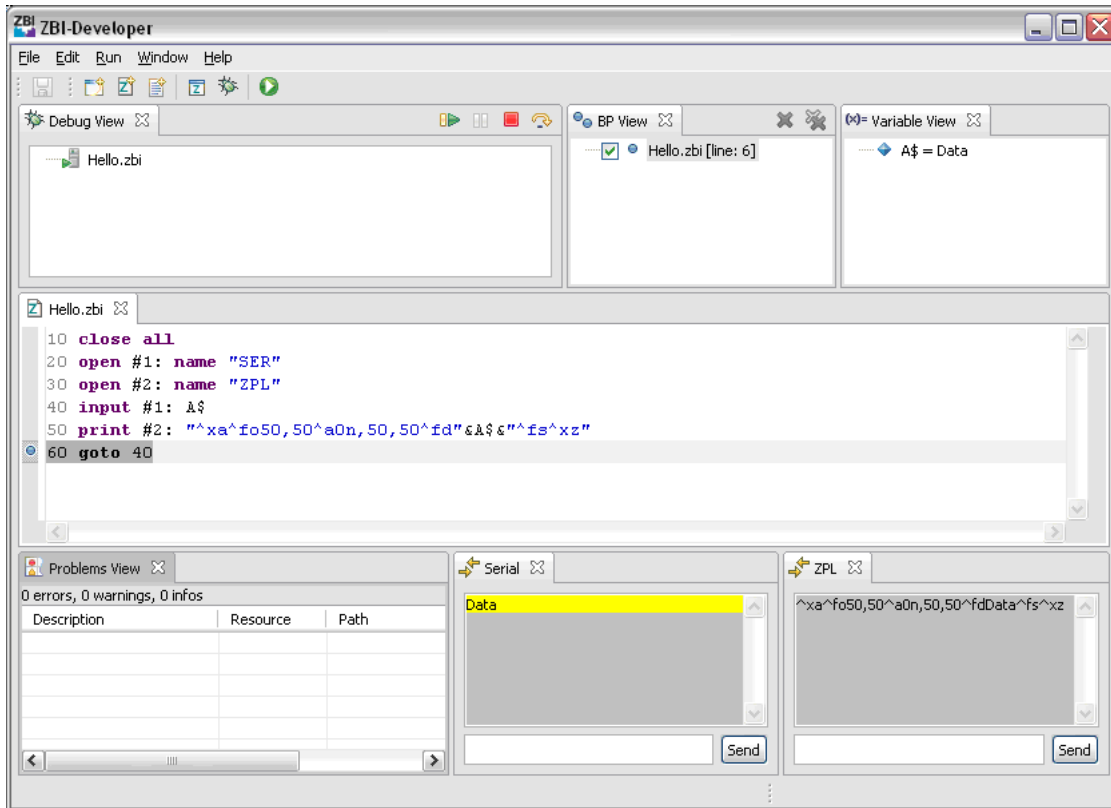 ZBI ZBI-Developer
File Edit Run Window Help
Debug View
BP View
(x)= Variable View
Hello.zbi
Hello.zbi [line: 6]
A$ = Data
Hello.zbi
10 close all
20 open #1: name "SER"
30 open #2: name "ZPL"
40 input #1: A$
50 print #2: "^xa^fo50,50^a0n,50,50^fd"&A$&"^fs^xz"
60 goto 40
Problems View
Serial
ZPL
0 errors, 0 warnings, 0 infos
Description Resource Path
Data
^xa^fo50,50^a0n,50,50^fdData^fs^xz
Send
Send